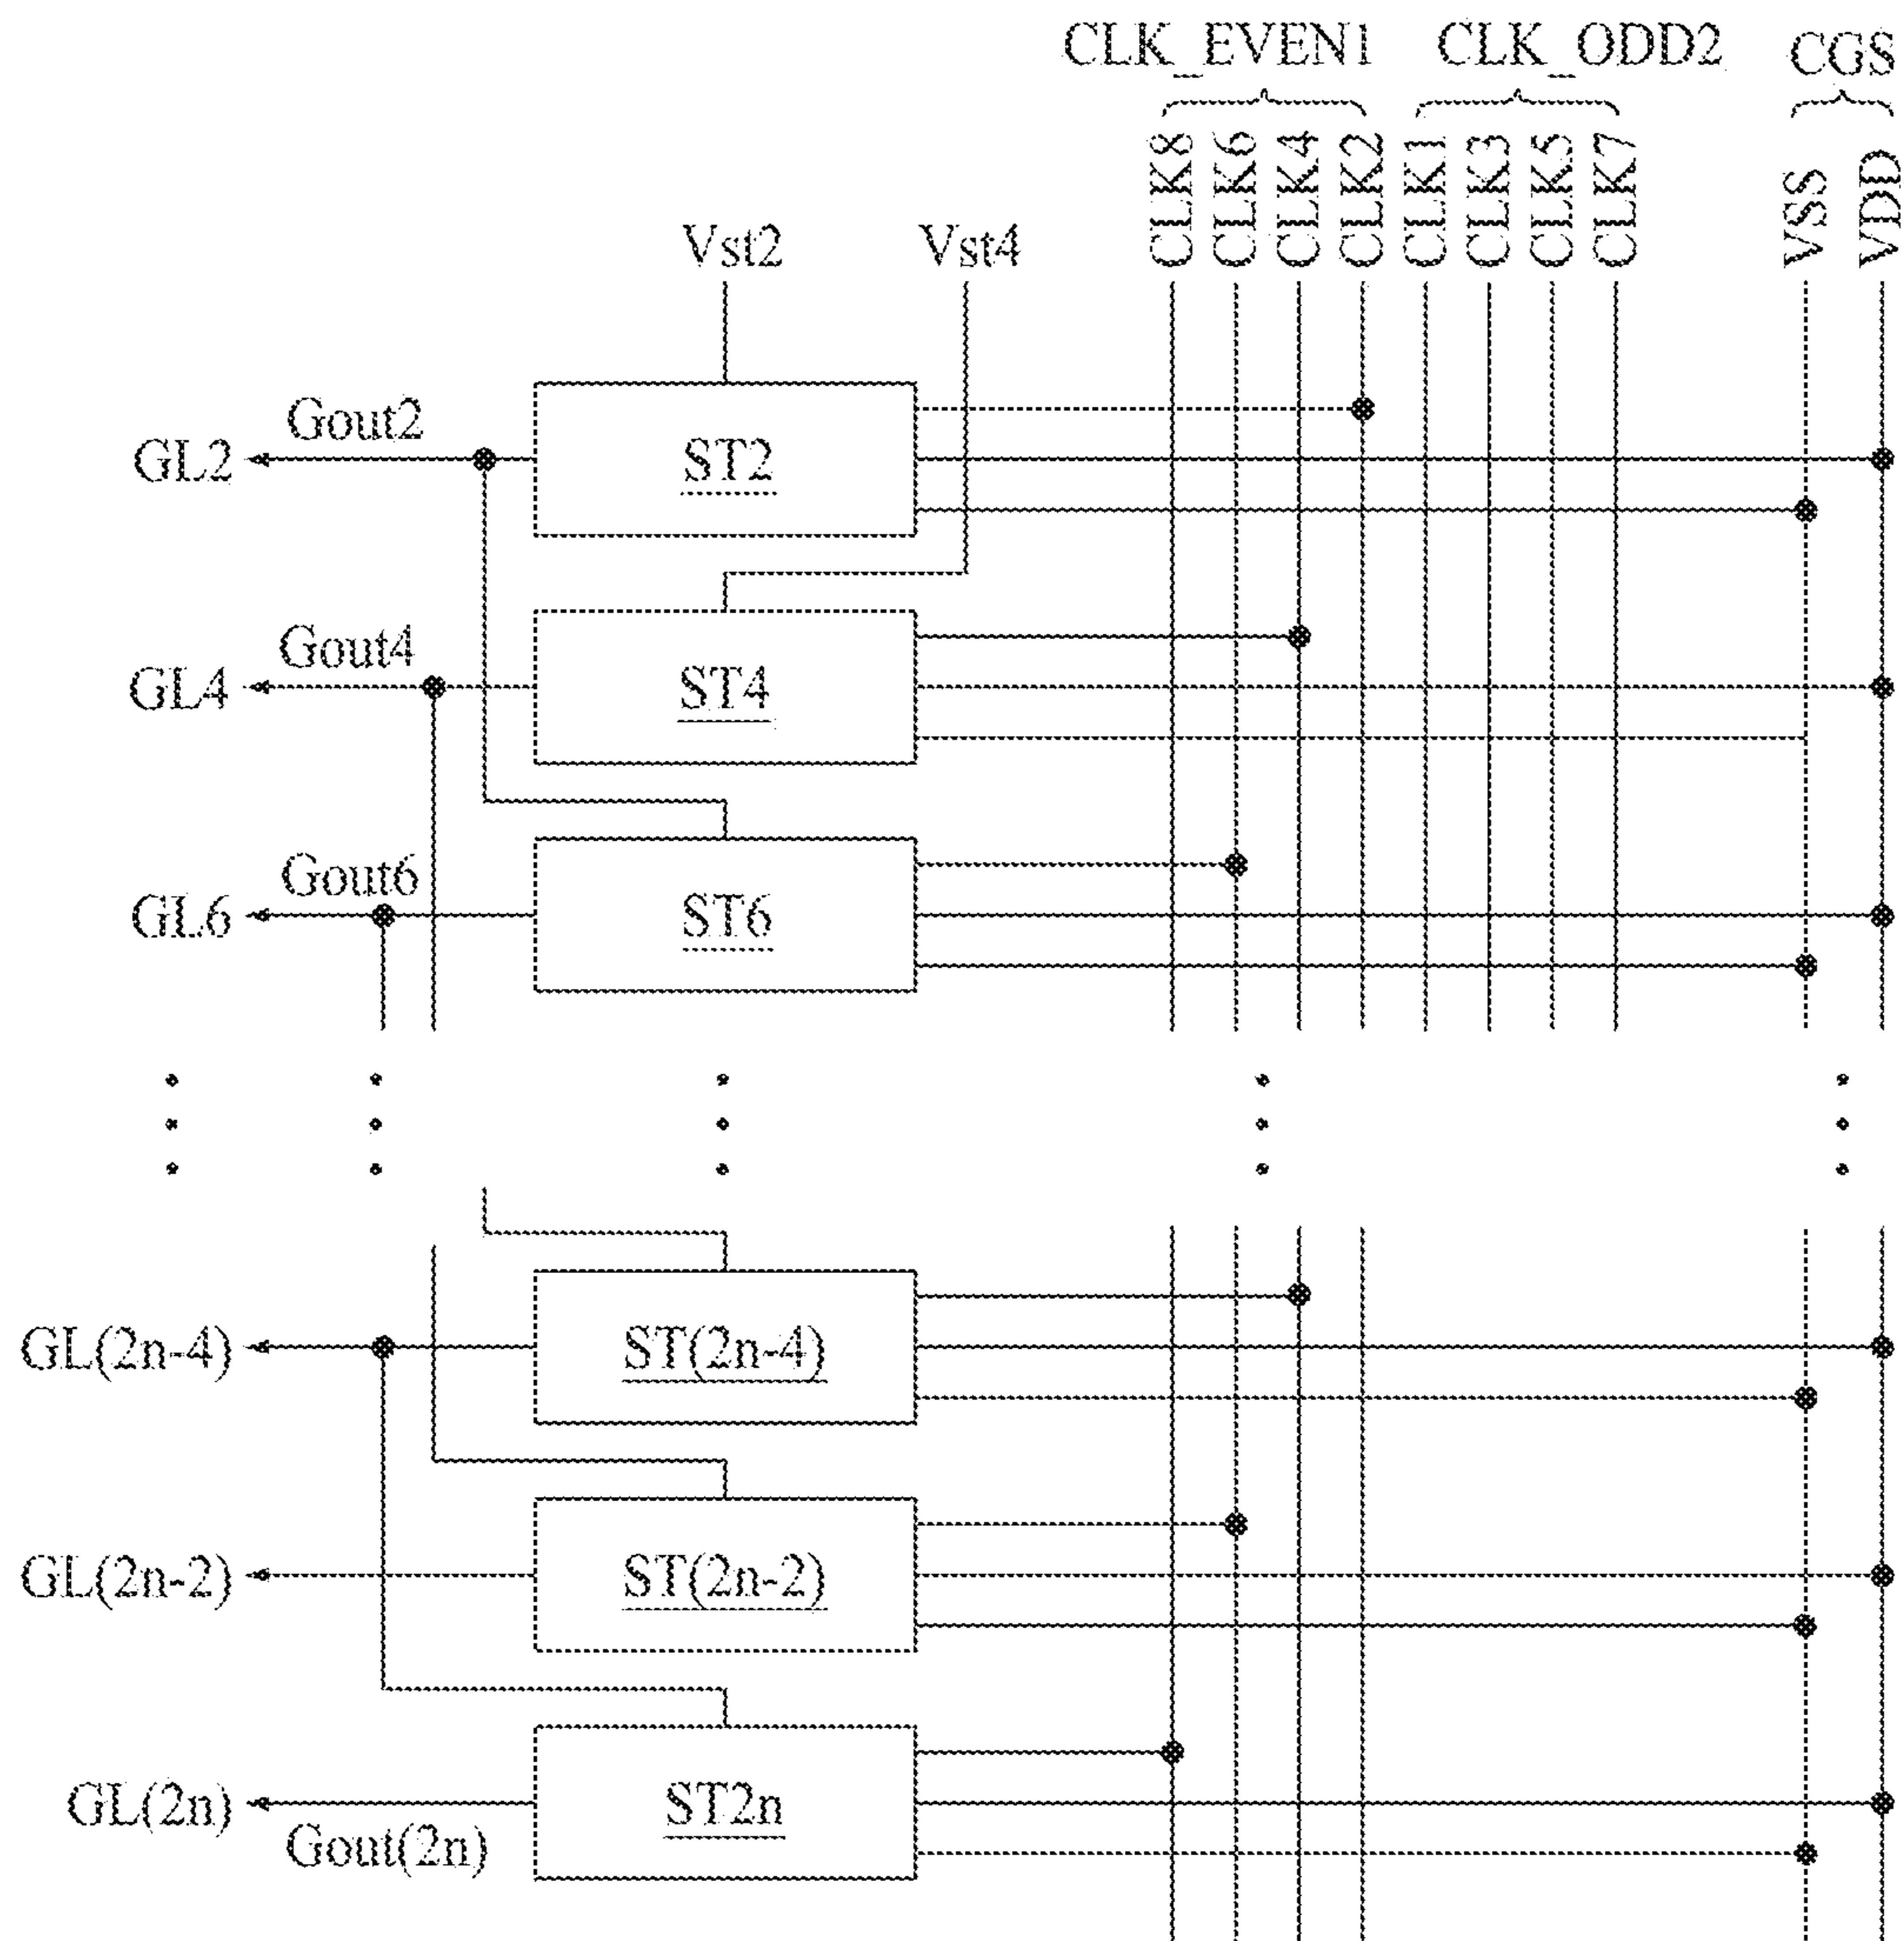 CLK_EVEN1 CLK_ODD2 CGS
CLK8 CLK6 CLK4 CLK2 CLK1 CLK3 CLK5 CLK7 VSS VDD
Vst2 Vst4
Gout2
GL2 ST2
Gout4
GL4 ST4
Gout6
GL6 ST6
GL(2n-4) ST(2n-4)
GL(2n-2) ST(2n-2)
GL(2n) ST2n
Gout(2n)